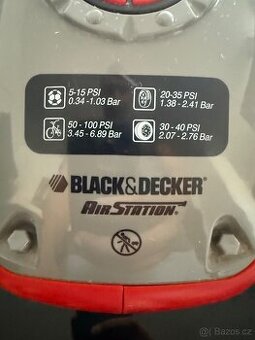 5-15 PSI
0.34 -1.03 Bar
20-35 PSI
1.38 - 2.41 Bar
50 - 100 PSI
3.45 - 6.89 Bar
30 - 40 PSI
2.07 - 2.76 Bar
BLACK&DECKER
AIRSTATION
sbazos.cz